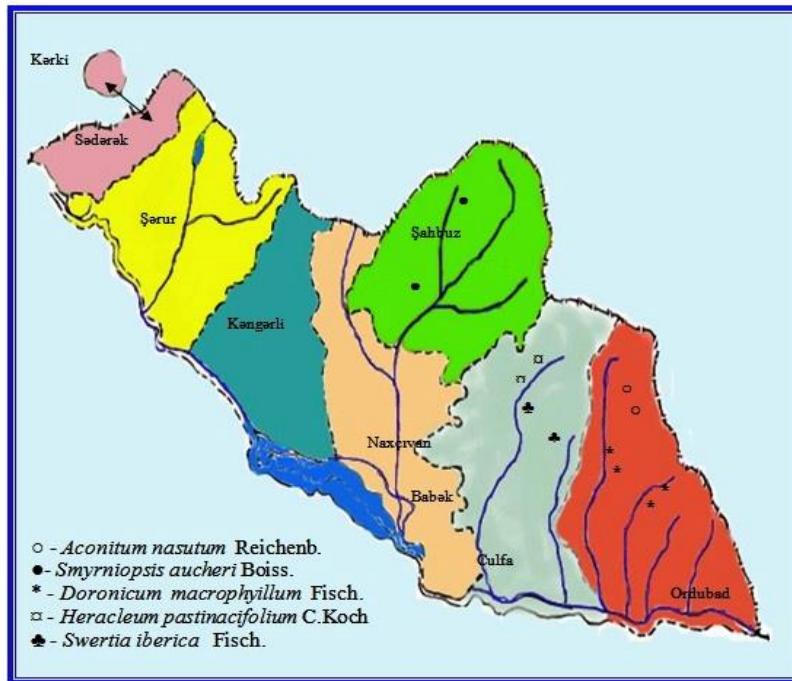 Kərki
Sədərək
Şərur
Şahbuz
Kəngərli
Naxçıvan
Babək
Culfa
Ordubad
○ - Aconitum nasutum Reichenb.
●- Smyrniopsis aucheri Boiss.
* - Doronicum macrophyllum Fisch.
¤ - Heracleum pastinacifolium C.Koch
♣ - Swertia iberica Fisch.